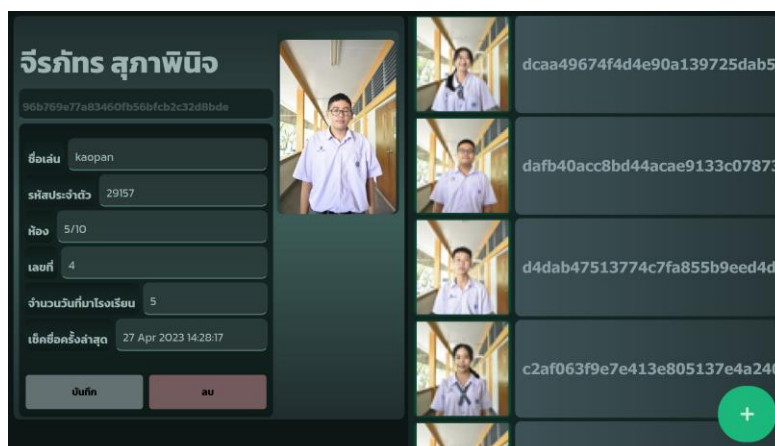 จีรภัทร สุภาพินิจ
96b769e77a83460fb56bfcb2c32d8bde
ชื่อเล่น kaopan
รหัสประจำตัว 29157
ห้อง 5/10
เลขที่ 4
จำนวนวันที่มาโรงเรียน 5
เช็คชื่อครั้งล่าสุด 27 Apr 2023 14:28:17
บันทึก ลบ
dcaa49674f4d4e90a139725dab5
dafb40acc8bd44acae9133c07873
d4dab47513774c7fa855b9eed4d
c2af063f9e7e413e805137e4a240
+